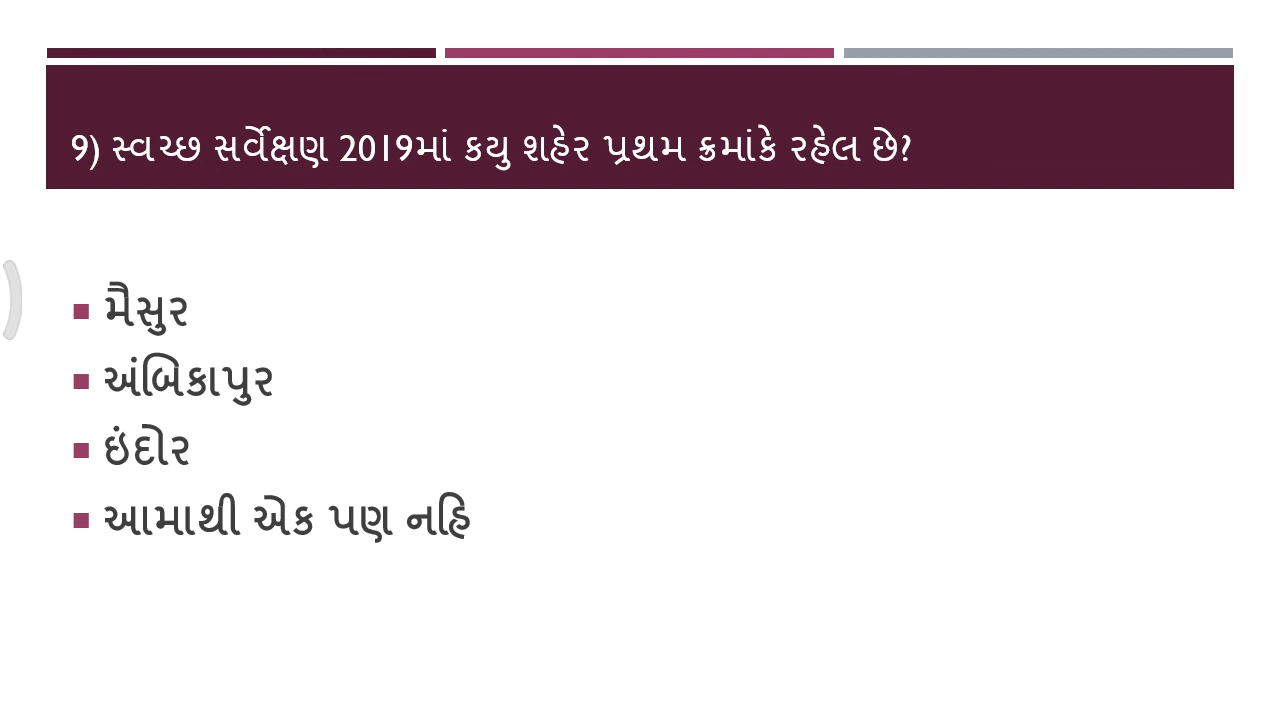 9) સ્વચ્છ સર્વેક્ષણ 2019માં કયુ શહેર પ્રથમ ક્રમાંકે રહેલ છે?
મૈસુર
અંબિકાપુર
ઇંદોર
આમાથી એક પણ નહિ